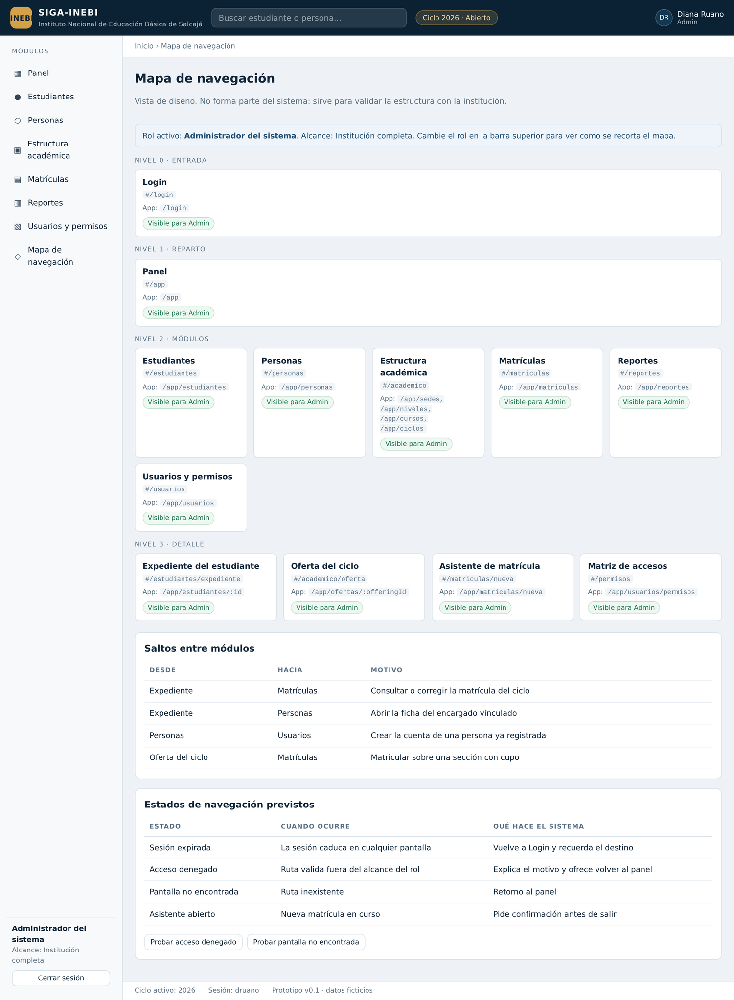 INEBI
SIGA-INEBI
Instituto Nacional de Educación Básica de Salcajá
Buscar estudiante o persona...
Ciclo 2026 · Abierto
DR
Diana Ruano
Admin
MÓDULOS
Panel
Estudiantes
Personas
Estructura
académica
Matrículas
Reportes
Usuarios y permisos
Mapa de
navegación
Administrador del
sistema
Alcance: Institución
completa
Cerrar sesión
Inicio › Mapa de navegación
Mapa de navegación
Vista de diseno. No forma parte del sistema: sirve para validar la estructura con la institución.
Rol activo: Administrador del sistema. Alcance: Institución completa. Cambie el rol en la barra superior para ver como se recorta el mapa.
NIVEL 0 · ENTRADA
Login
#/login
App: /login
Visible para Admin
NIVEL 1 · REPARTO
Panel
#/app
App: /app
Visible para Admin
NIVEL 2 · MÓDULOS
Estudiantes
#/estudiantes
App: /app/estudiantes
Visible para Admin
Personas
#/personas
App: /app/personas
Visible para Admin
Estructura
académica
#/academico
App: /app/sedes,
/app/niveles,
/app/cursos,
/app/ciclos
Visible para Admin
Matrículas
#/matriculas
App: /app/matriculas
Visible para Admin
Reportes
#/reportes
App: /app/reportes
Visible para Admin
Usuarios y permisos
#/usuarios
App: /app/usuarios
Visible para Admin
NIVEL 3 · DETALLE
Expediente del estudiante
#/estudiantes/expediente
App: /app/estudiantes/:id
Visible para Admin
Oferta del ciclo
#/academico/oferta
App: /app/ofertas/:offeringId
Visible para Admin
Asistente de matrícula
#/matriculas/nueva
App: /app/matriculas/nueva
Visible para Admin
Matriz de accesos
#/permisos
App: /app/usuarios/permisos
Visible para Admin
Saltos entre módulos
DESDE HACIA MOTIVO
Expediente Matrículas Consultar o corregir la matrícula del ciclo
Expediente Personas Abrir la ficha del encargado vinculado
Personas Usuarios Crear la cuenta de una persona ya registrada
Oferta del ciclo Matrículas Matricular sobre una sección con cupo
Estados de navegación previstos
ESTADO CUANDO OCURRE QUÉ HACE EL SISTEMA
Sesión expirada La sesión caduca en cualquier pantalla Vuelve a Login y recuerda el destino
Acceso denegado Ruta valida fuera del alcance del rol Explica el motivo y ofrece volver al panel
Pantalla no encontrada Ruta inexistente Retorno al panel
Asistente abierto Nueva matrícula en curso Pide confirmación antes de salir
Probar acceso denegado Probar pantalla no encontrada
Ciclo activo: 2026 Sesión: druano Prototipo v0.1 · datos ficticios